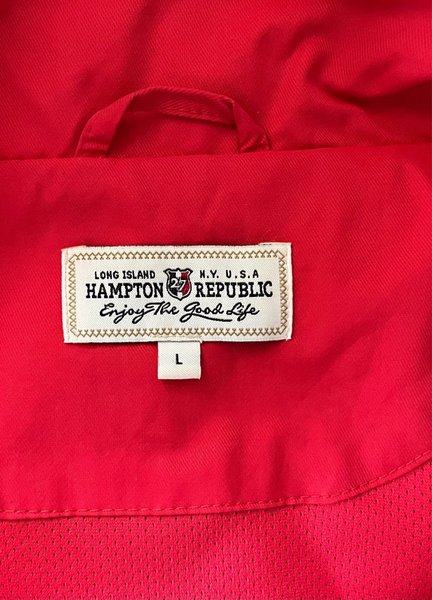 LONG ISLAND N.Y. U.S.A
HAMPTON 27 REPUBLIC
Enjoy The Good Life
L